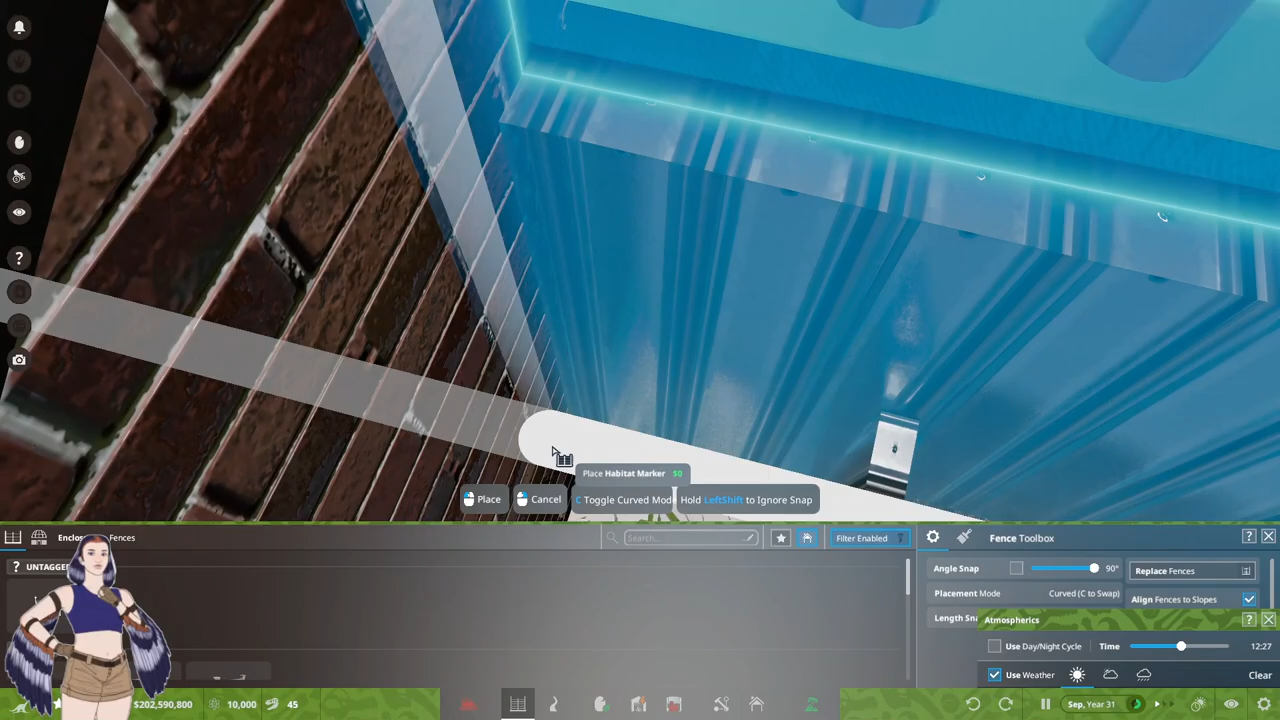 Place Habitat Marker $0
Place
Cancel
C Toggle Curved Mod
Hold LeftShift to Ignore Snap
Fences
Search...
Filter Enabled
Fence Toolbox
? UNTAGGED
Angle Snap
90°
Replace Fences
Placement Mode
Curved (C to Swap)
Align Fences to Slopes
Length Sna
Atmospherics
Use Day/Night Cycle
Time
12:27
Use Weather
Clear
$202,590,800
10,000
45
Sep, Year 31